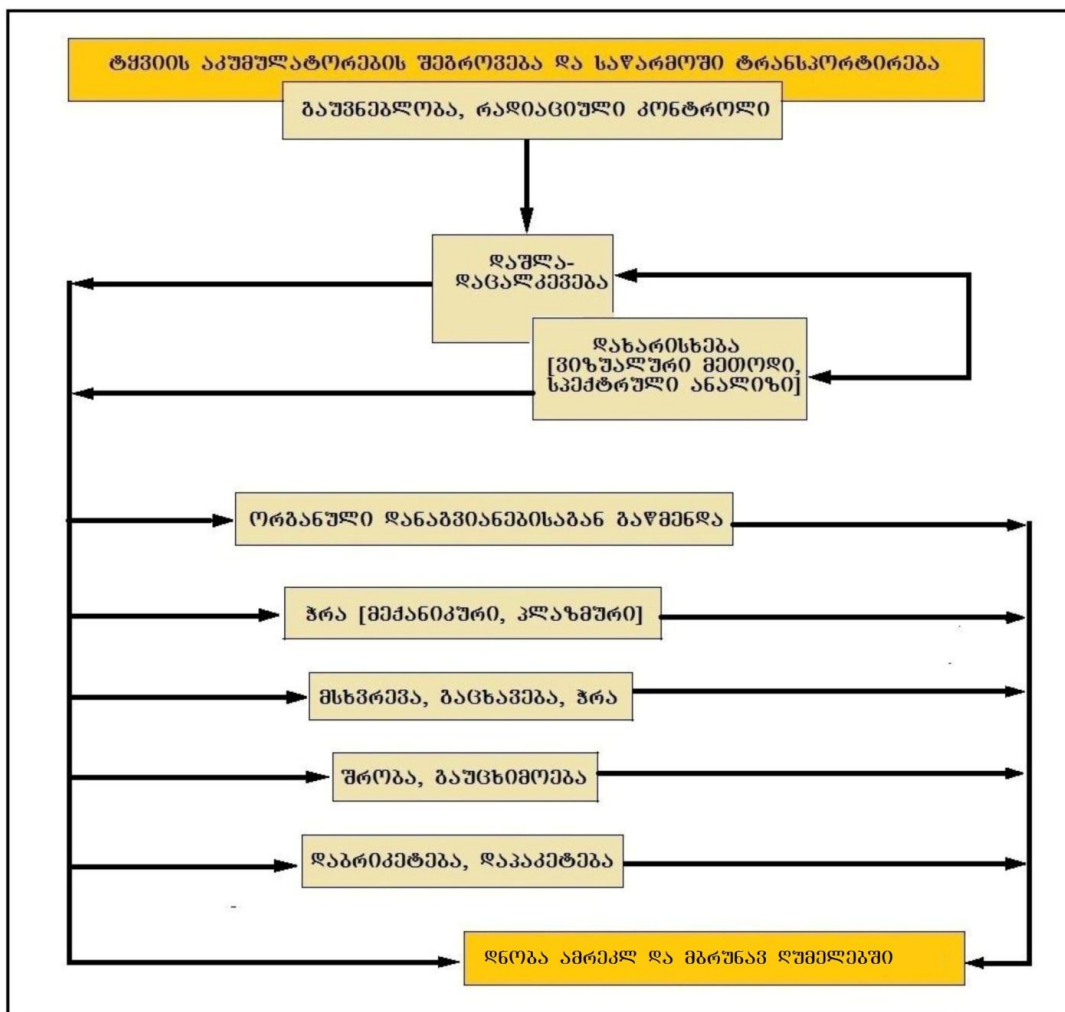 ტყვიის აკუმულატორების შეგროვება და საწარმოში ტრანსპორტირება
გაუვნებლობა, რადიაციული კონტროლი
დაშლა-
დაცალკევება
დახარისხება
[ვიზუალური მეთოდი,
სპექტრული ანალიზი]
ორგანული დანაგვიანებისაგან გაწმენდა
ჭრა [მექანიკური, პლაზმური]
მსხვრევა, გაცხავება, ჭრა
შრობა, გაუცხიმოება
დაბრიკეტება, დაპაკეტება
დნობა ამრეკლ და მბრუნავ ღუმელებში